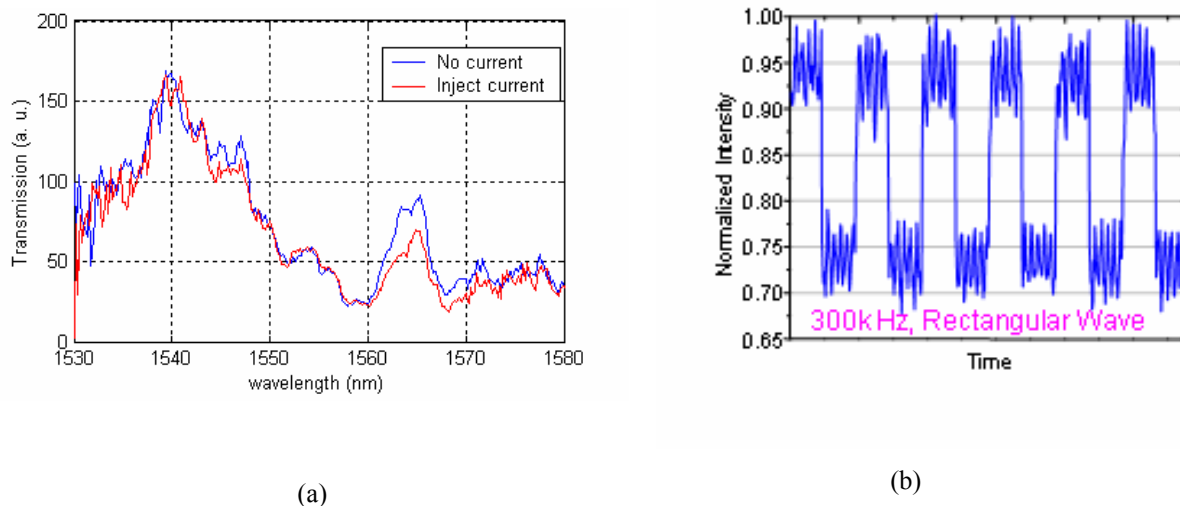 200
150
100
50
0
Transmission (a. u.)
No current
Inject current
1530 1540 1550 1560 1570 1580
wavelength (nm)
(a)
1.00
0.95
0.90
0.85
0.80
0.75
0.70
0.65
Normalized Intensity
300kHz, Rectangular Wave
Time
(b)